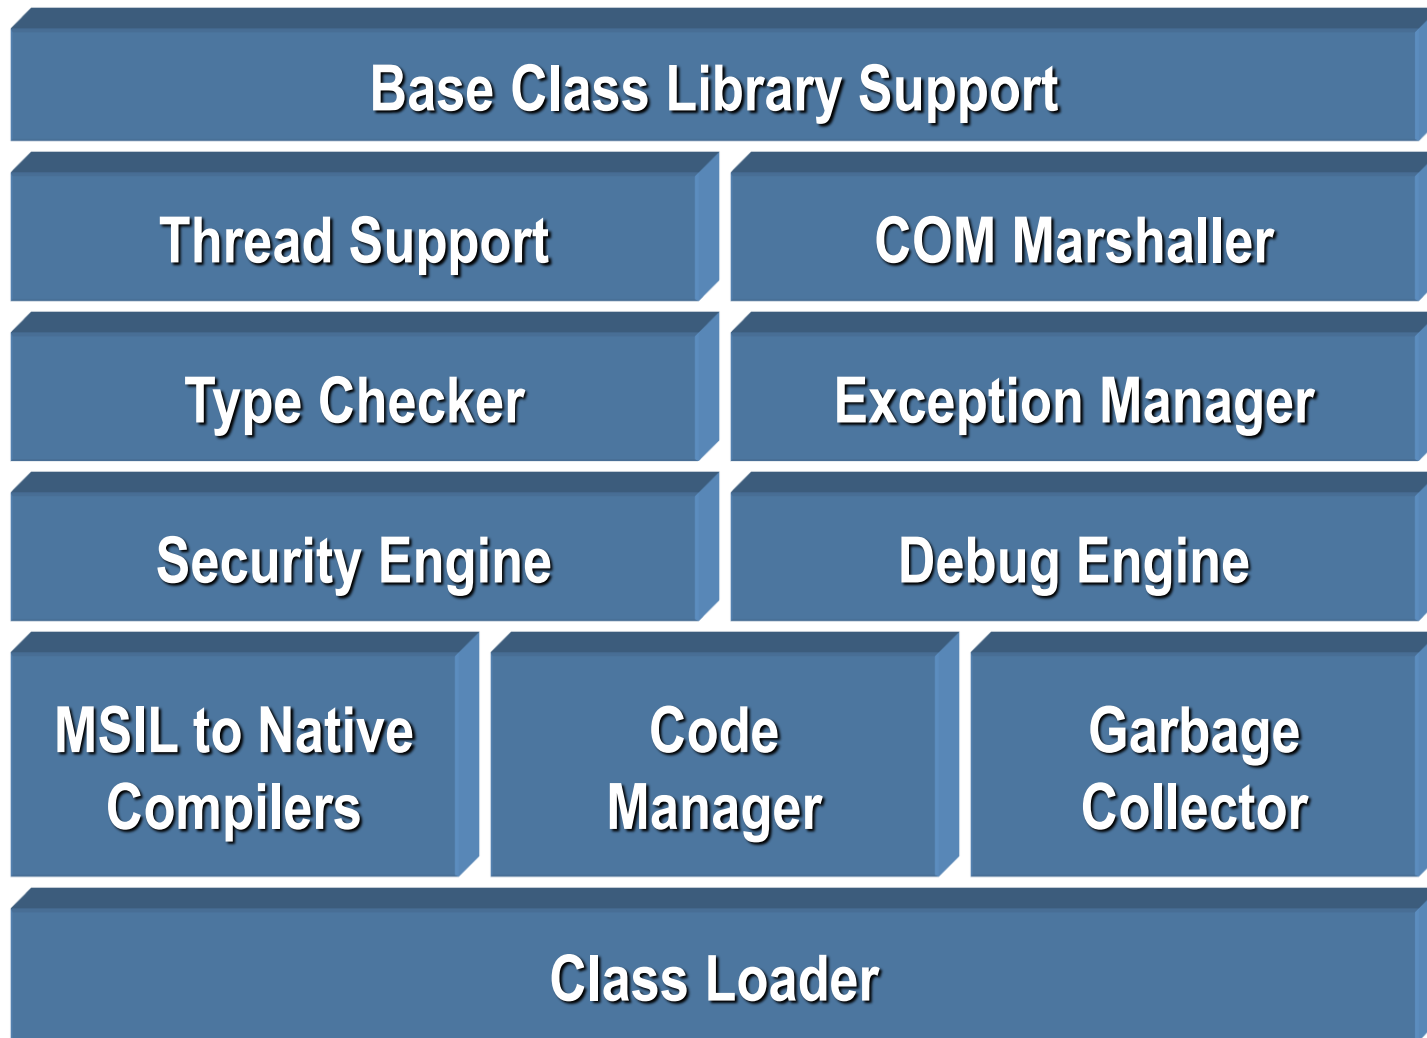 Base Class Library Support
Thread Support
COM Marshaller
Type Checker
Exception Manager
Security Engine
Debug Engine
MSIL to Native
Compilers
Code
Manager
Garbage
Collector
Class Loader